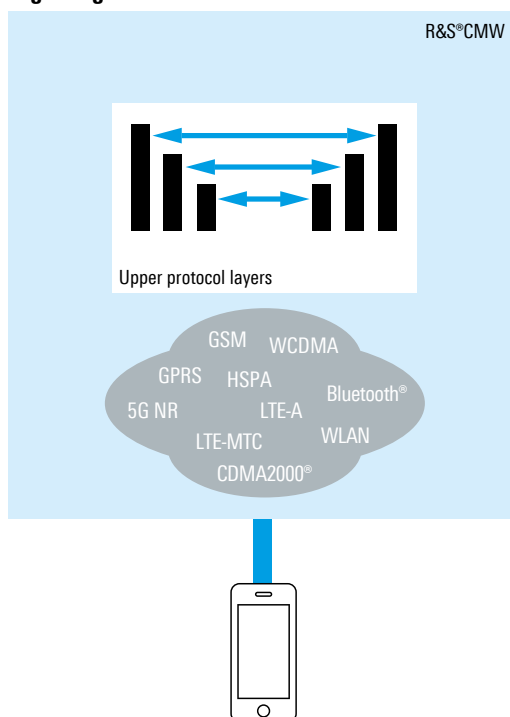 R&S®CMW
Upper protocol layers
GSM WCDMA
GPRS HSPA
Bluetooth®
5G NR LTE-A
LTE-MTC WLAN
CDMA2000®